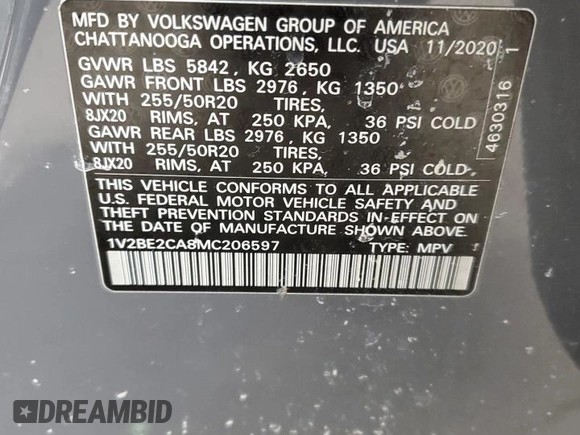 MFD BY VOLKSWAGEN GROUP OF AMERICA
CHATTANOOGA OPERATIONS, LLC. USA 11/2020
GVWR LBS 5842, KG 2650
GAWR FRONT LBS 2976, KG 1350
WITH 255/50R20 TIRES,
8JX20 RIMS, AT 250 KPA, 36 PSI COLD
GAWR REAR LBS 2976, KG 1350
WITH 255/50R20 TIRES,
8JX20 RIMS, AT 250 KPA, 36 PSI COLD.
THIS VEHICLE CONFORMS TO ALL APPLICABLE
U.S. FEDERAL MOTOR VEHICLE SAFETY AND
THEFT PREVENTION STANDARDS IN EFFECT ON
THE DATE OF MANUFACTURE SHOWN ABOVE.
1V2BE2CA8MC206597 TYPE: MPV
4630316 1
DREAMBID